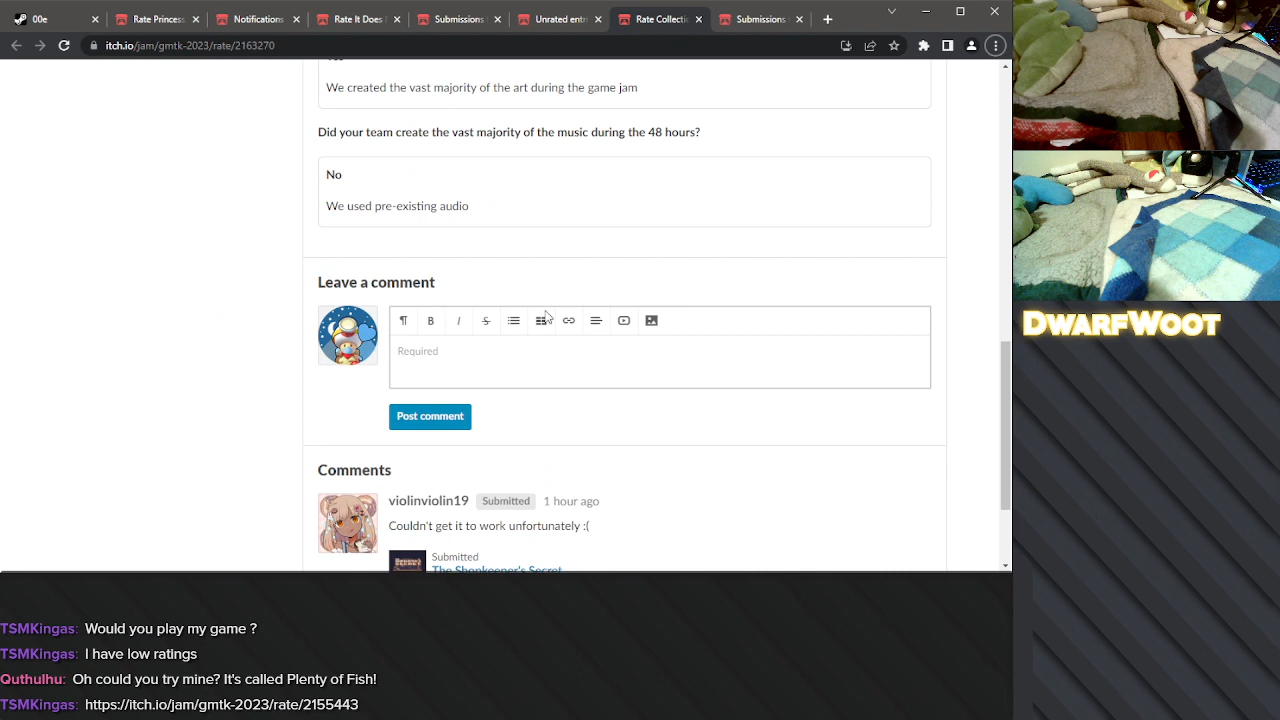 00e
Rate Princess
Notifications
Rate It Does
Submissions
Unrated entr
Rate Collecti
Submissions
itch.io/jam/gmtk-2023/rate/2163270
We created the vast majority of the art during the game jam
Did your team create the vast majority of the music during the 48 hours?
No
We used pre-existing audio
Leave a comment
Required
Post comment
Comments
violinviolin19 Submitted 1 hour ago
Couldn't get it to work unfortunately :(
Submitted
The Shopkeeper's Secret
DWARFWOOT
TSMKingas: Would you play my game ?
TSMKingas: I have low ratings
Quthulhu: Oh could you try mine? It's called Plenty of Fish!
TSMKingas: https://itch.io/jam/gmtk-2023/rate/2155443